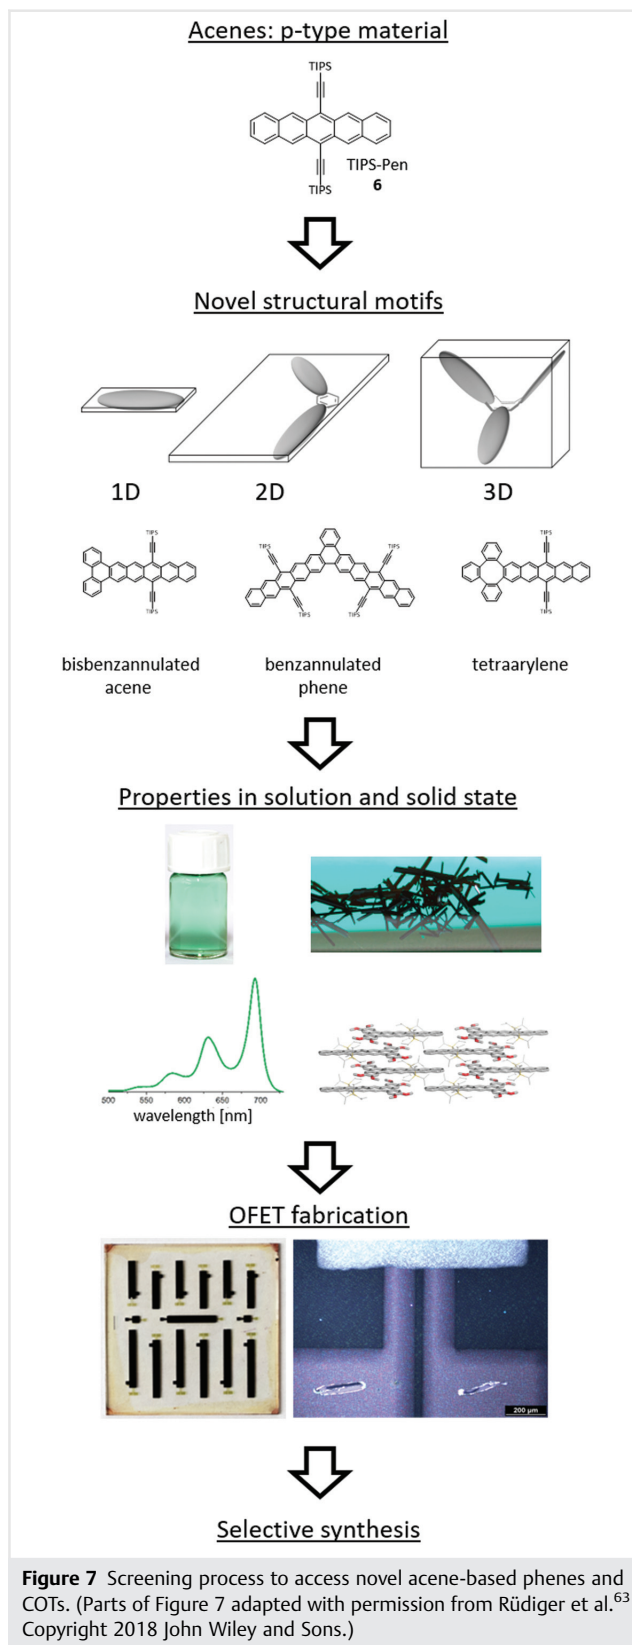 Acenes: p-type material
TIPS
TIPS-Pen
TIPS
6
Novel structural motifs
1D 2D 3D
TIPS TIPS TIPS TIPS
TIPS TIPS TIPS TIPS
bisbenzannulated benzannulated tetraarylene
acene phene
Properties in solution and solid state
500 550 600 650 700
wavelength [nm]
OFET fabrication
200 µm
Selective synthesis
Figure 7 Screening process to access novel acene-based phenes and
COTs. (Parts of Figure 7 adapted with permission from Rüdiger et al.63
Copyright 2018 John Wiley and Sons.)